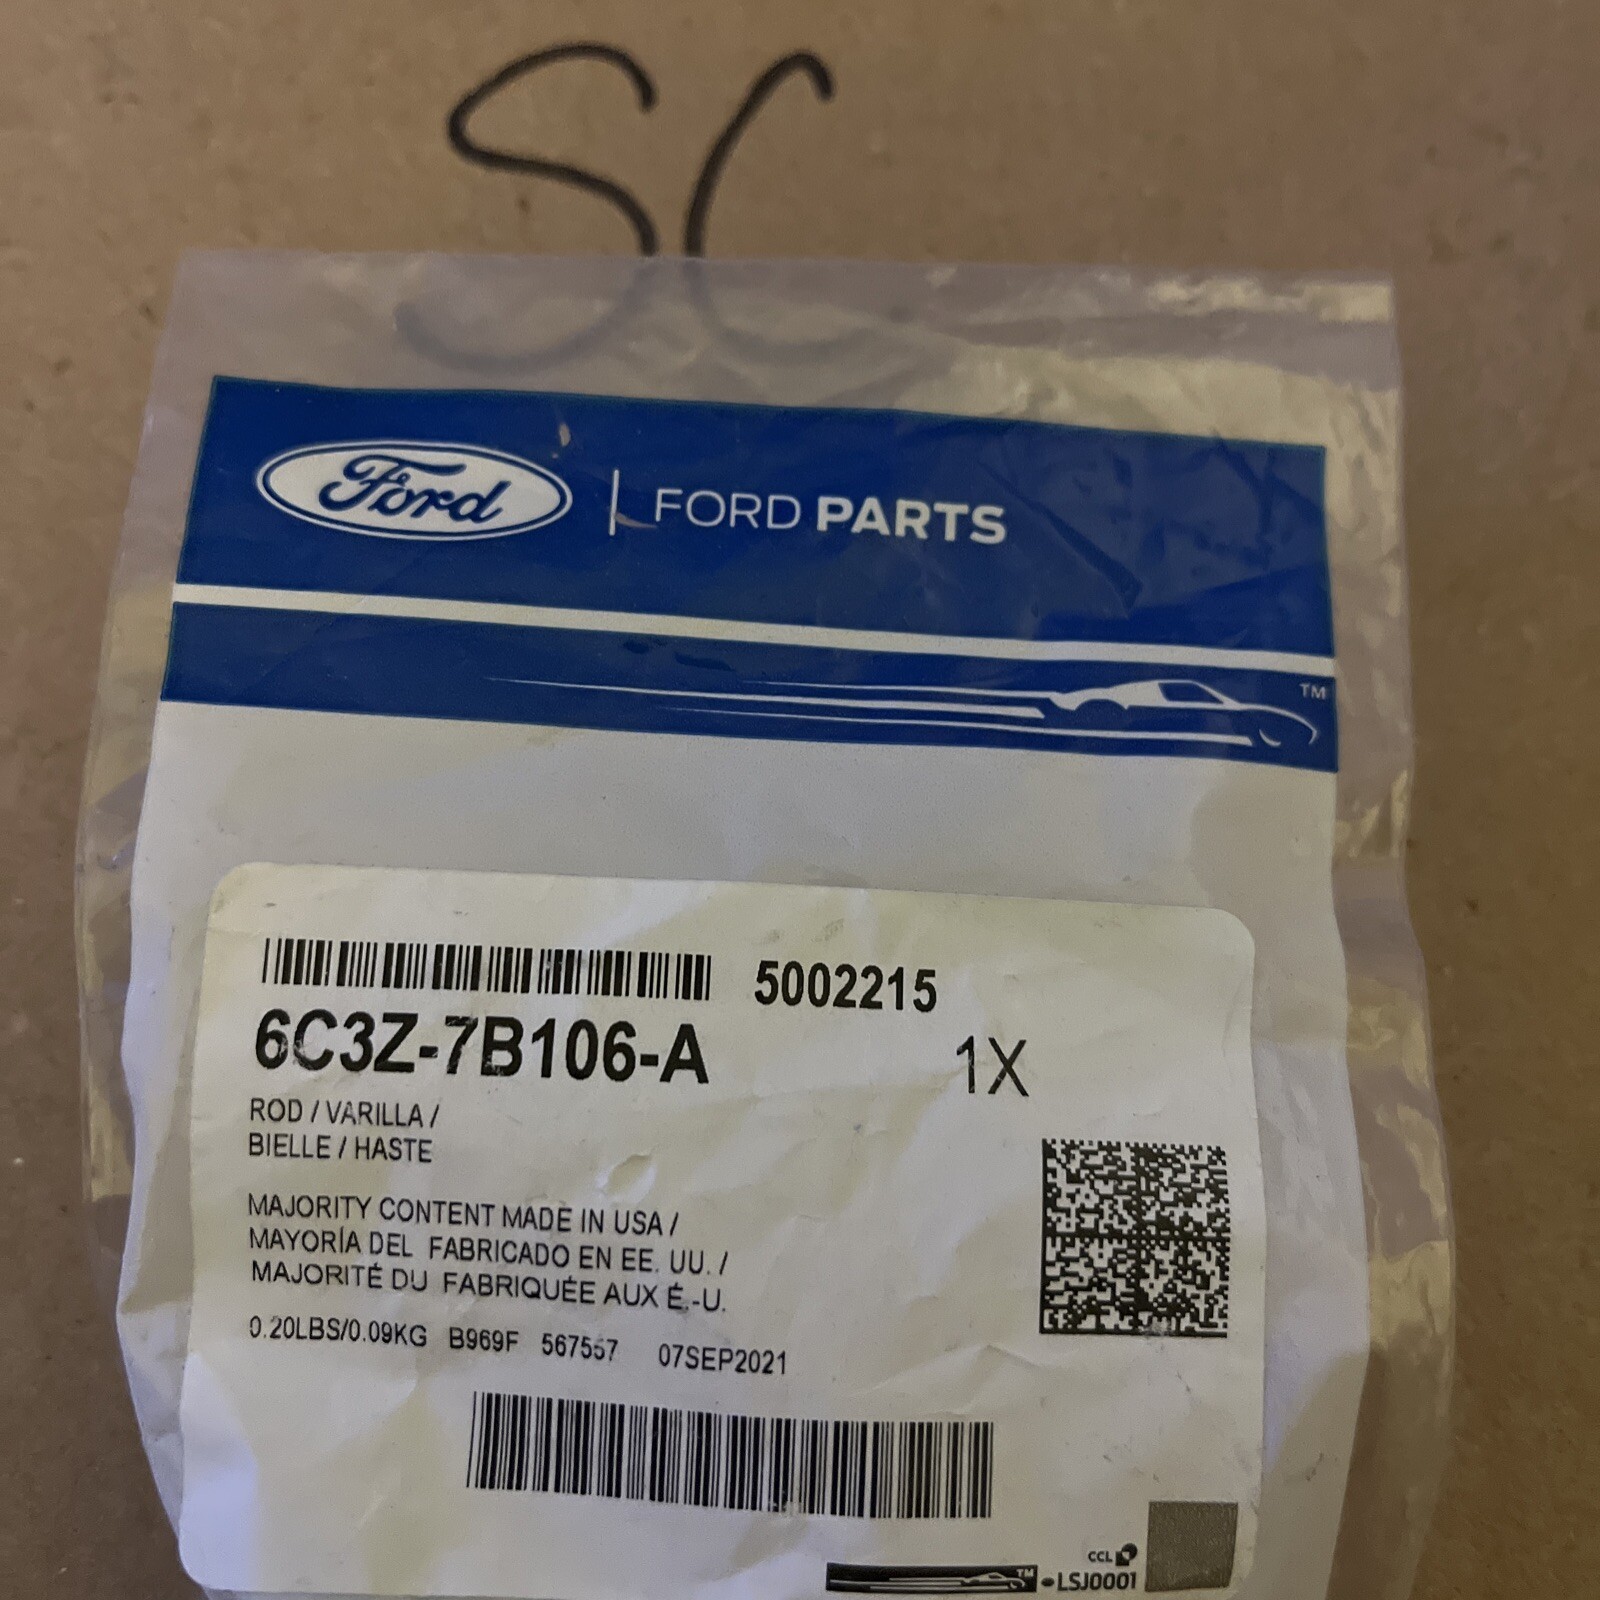 SC
Ford | FORD PARTS
TM
5002215
6C3Z-7B106-A
1X
ROD / VARILLA /
BIELLE / HASTE
MAJORITY CONTENT MADE IN USA /
MAYORÍA DEL FABRICADO EN EE. UU. /
MAJORITÉ DU FABRIQUÉE AUX É.-U.
0.20LBS/0.09KG B969F 567557 07SEP2021
CCL
TM
LSJ0001